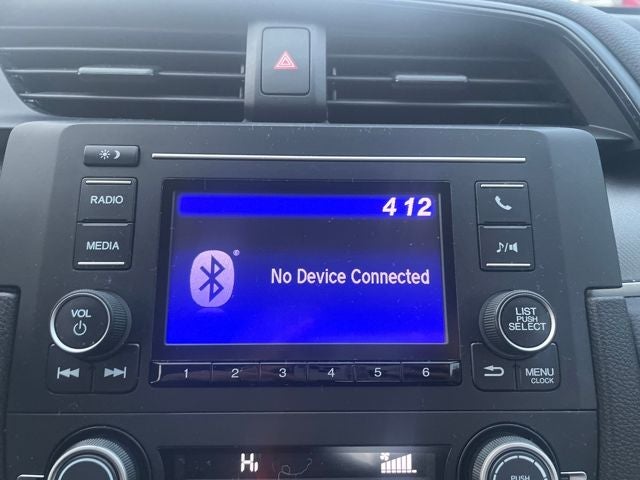 RADIO
MEDIA
412
No Device Connected
VOL
LIST
PUSH
SELECT
1 2 3 4 5 6
MENU
CLOCK
Hi
PUSH